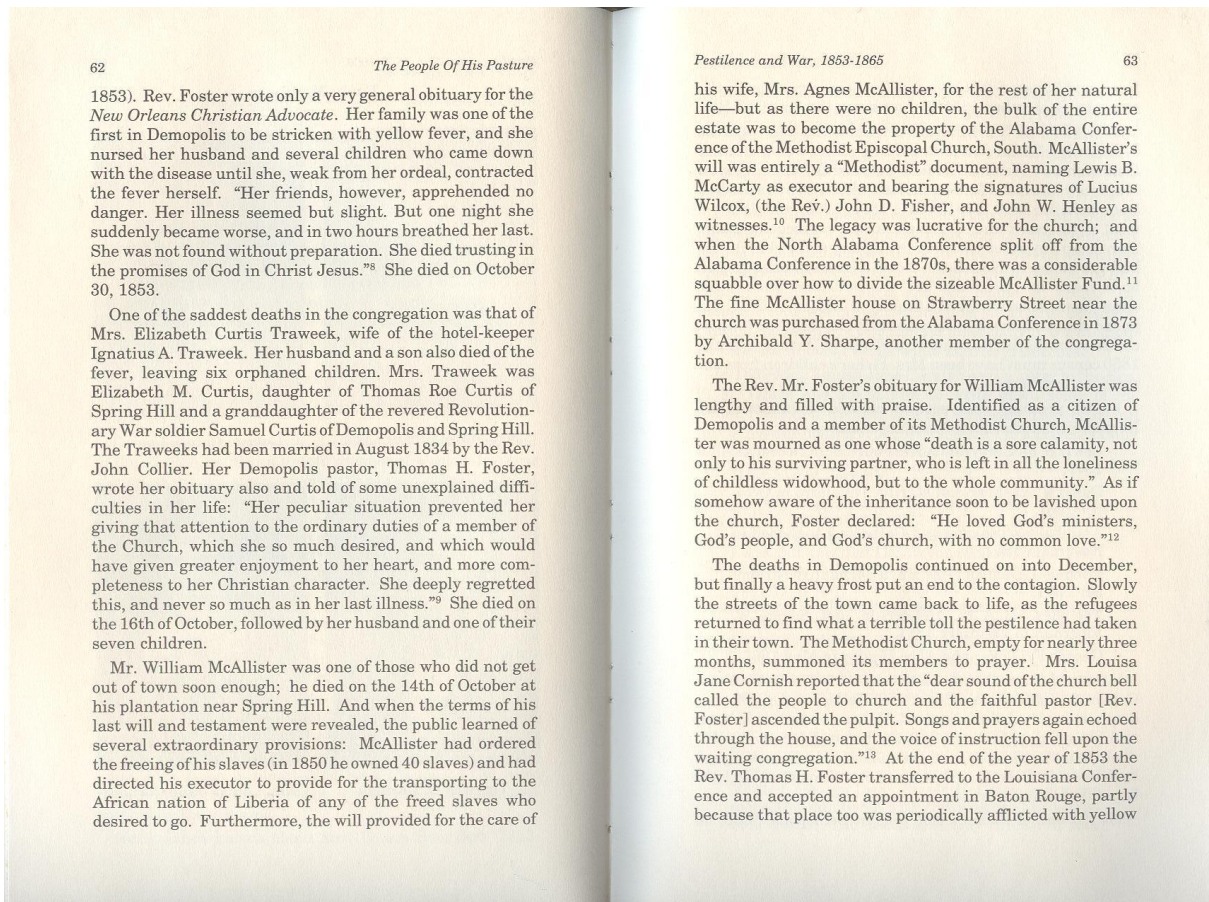 62
The People Of His Pasture
1853). Rev. Foster wrote only a very general obituary for the
New Orleans Christian Advocate. Her family was one of the
first in Demopolis to be stricken with yellow fever, and she
nursed her husband and several children who came down
with the disease until she, weak from her ordeal, contracted
the fever herself. “Her friends, however, apprehended no
danger. Her illness seemed but slight. But one night she
suddenly became worse, and in two hours breathed her last.
She was not found without preparation. She died trusting in
the promises of God in Christ Jesus.”⁸ She died on October
30, 1853.
One of the saddest deaths in the congregation was that of
Mrs. Elizabeth Curtis Traweek, wife of the hotel-keeper
Ignatius A. Traweek. Her husband and a son also died of the
fever, leaving six orphaned children. Mrs. Traweek was
Elizabeth M. Curtis, daughter of Thomas Roe Curtis of
Spring Hill and a granddaughter of the revered Revolution-
ary War soldier Samuel Curtis of Demopolis and Spring Hill.
The Traweeks had been married in August 1834 by the Rev.
John Collier. Her Demopolis pastor, Thomas H. Foster,
wrote her obituary also and told of some unexplained diffi-
culties in her life: “Her peculiar situation prevented her
giving that attention to the ordinary duties of a member of
the Church, which she so much desired, and which would
have given greater enjoyment to her heart, and more com-
pleteness to her Christian character. She deeply regretted
this, and never so much as in her last illness.”⁹ She died on
the 16th of October, followed by her husband and one of their
seven children.
Mr. William McAllister was one of those who did not get
out of town soon enough; he died on the 14th of October at
his plantation near Spring Hill. And when the terms of his
last will and testament were revealed, the public learned of
several extraordinary provisions: McAllister had ordered
the freeing of his slaves (in 1850 he owned 40 slaves) and had
directed his executor to provide for the transporting to the
African nation of Liberia of any of the freed slaves who
desired to go. Furthermore, the will provided for the care of
Pestilence and War, 1853-1865
63
his wife, Mrs. Agnes McAllister, for the rest of her natural
life—but as there were no children, the bulk of the entire
estate was to become the property of the Alabama Confer-
ence of the Methodist Episcopal Church, South. McAllister’s
will was entirely a “Methodist” document, naming Lewis B.
McCarty as executor and bearing the signatures of Lucius
Wilcox, (the Rev.) John D. Fisher, and John W. Henley as
witnesses.¹⁰ The legacy was lucrative for the church; and
when the North Alabama Conference split off from the
Alabama Conference in the 1870s, there was a considerable
squabble over how to divide the sizeable McAllister Fund.¹¹
The fine McAllister house on Strawberry Street near the
church was purchased from the Alabama Conference in 1873
by Archibald Y. Sharpe, another member of the congrega-
tion.
The Rev. Mr. Foster’s obituary for William McAllister was
lengthy and filled with praise. Identified as a citizen of
Demopolis and a member of its Methodist Church, McAllis-
ter was mourned as one whose “death is a sore calamity, not
only to his surviving partner, who is left in all the loneliness
of childless widowhood, but to the whole community.” As if
somehow aware of the inheritance soon to be lavished upon
the church, Foster declared: “He loved God’s ministers,
God’s people, and God’s church, with no common love.”¹²
The deaths in Demopolis continued on into December,
but finally a heavy frost put an end to the contagion. Slowly
the streets of the town came back to life, as the refugees
returned to find what a terrible toll the pestilence had taken
in their town. The Methodist Church, empty for nearly three
months, summoned its members to prayer. Mrs. Louisa
Jane Cornish reported that the “dear sound of the church bell
called the people to church and the faithful pastor [Rev.
Foster] ascended the pulpit. Songs and prayers again echoed
through the house, and the voice of instruction fell upon the
waiting congregation.”¹³ At the end of the year of 1853 the
Rev. Thomas H. Foster transferred to the Louisiana Confer-
ence and accepted an appointment in Baton Rouge, partly
because that place too was periodically afflicted with yellow